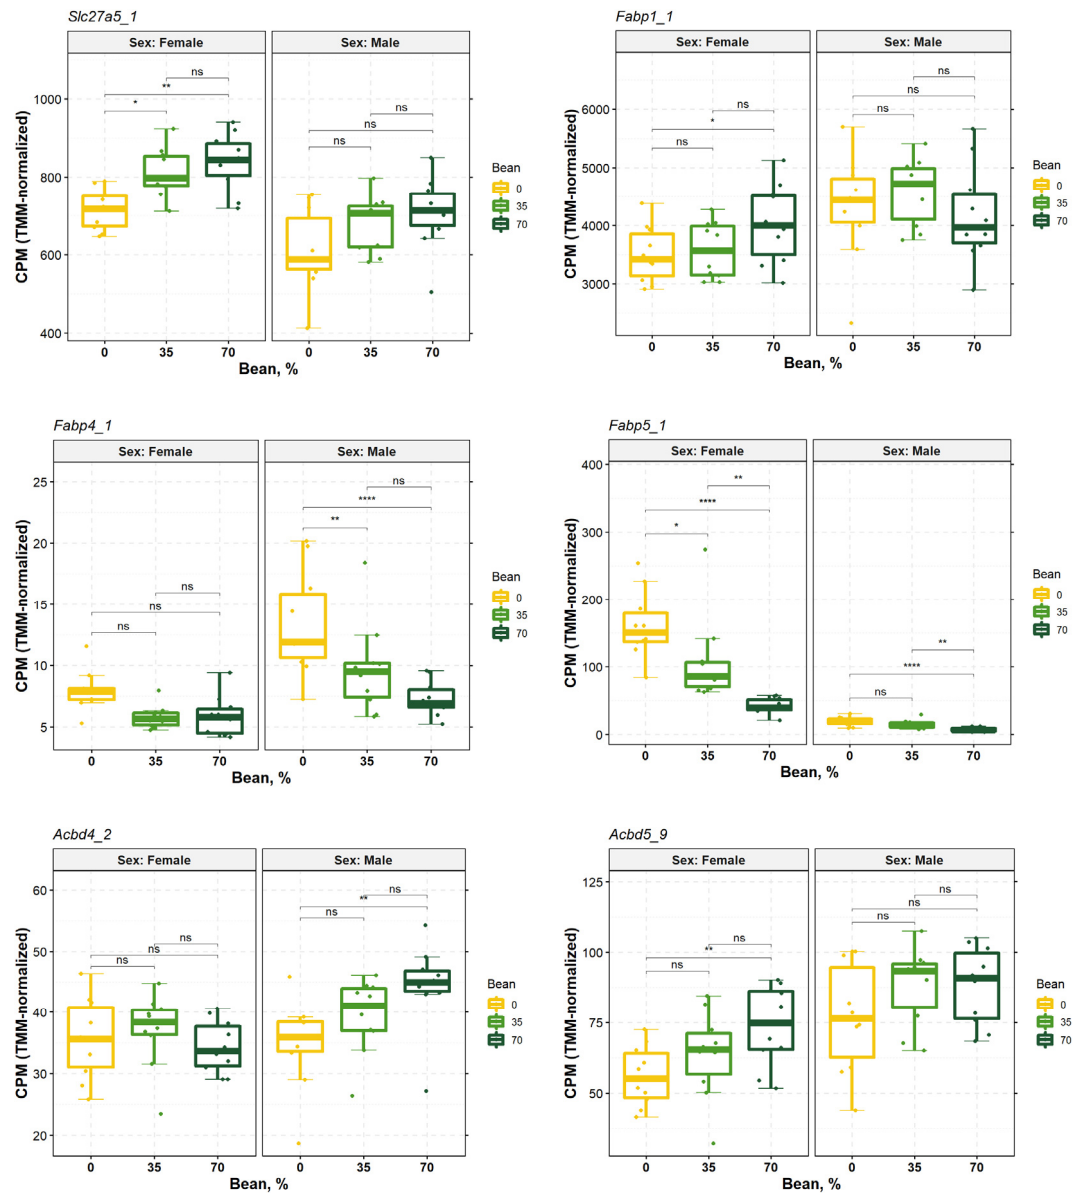 Slc27a5_1
Sex: Female
Sex: Male
CPM (TMM-normalized)
1000
800
600
400
ns
**
*
ns
ns
ns
0
35
70
0
35
70
Bean, %
Bean
0
35
70
Fabp1_1
Sex: Female
Sex: Male
CPM (TMM-normalized)
6000
5000
4000
3000
ns
*
ns
ns
ns
ns
0
35
70
0
35
70
Bean, %
Bean
0
35
70
Fabp4_1
Sex: Female
Sex: Male
CPM (TMM-normalized)
25
20
15
10
5
ns
ns
ns
ns
****
**
0
35
70
0
35
70
Bean, %
Bean
0
35
70
Fabp5_1
Sex: Female
Sex: Male
CPM (TMM-normalized)
400
300
200
100
0
**
****
*
**
****
ns
0
35
70
0
35
70
Bean, %
Bean
0
35
70
Acbd4_2
Sex: Female
Sex: Male
CPM (TMM-normalized)
60
50
40
30
20
ns
ns
ns
ns
**
ns
0
35
70
0
35
70
Bean, %
Bean
0
35
70
Acbd5_9
Sex: Female
Sex: Male
CPM (TMM-normalized)
125
100
75
50
ns
**
ns
ns
ns
ns
0
35
70
0
35
70
Bean, %
Bean
0
35
70